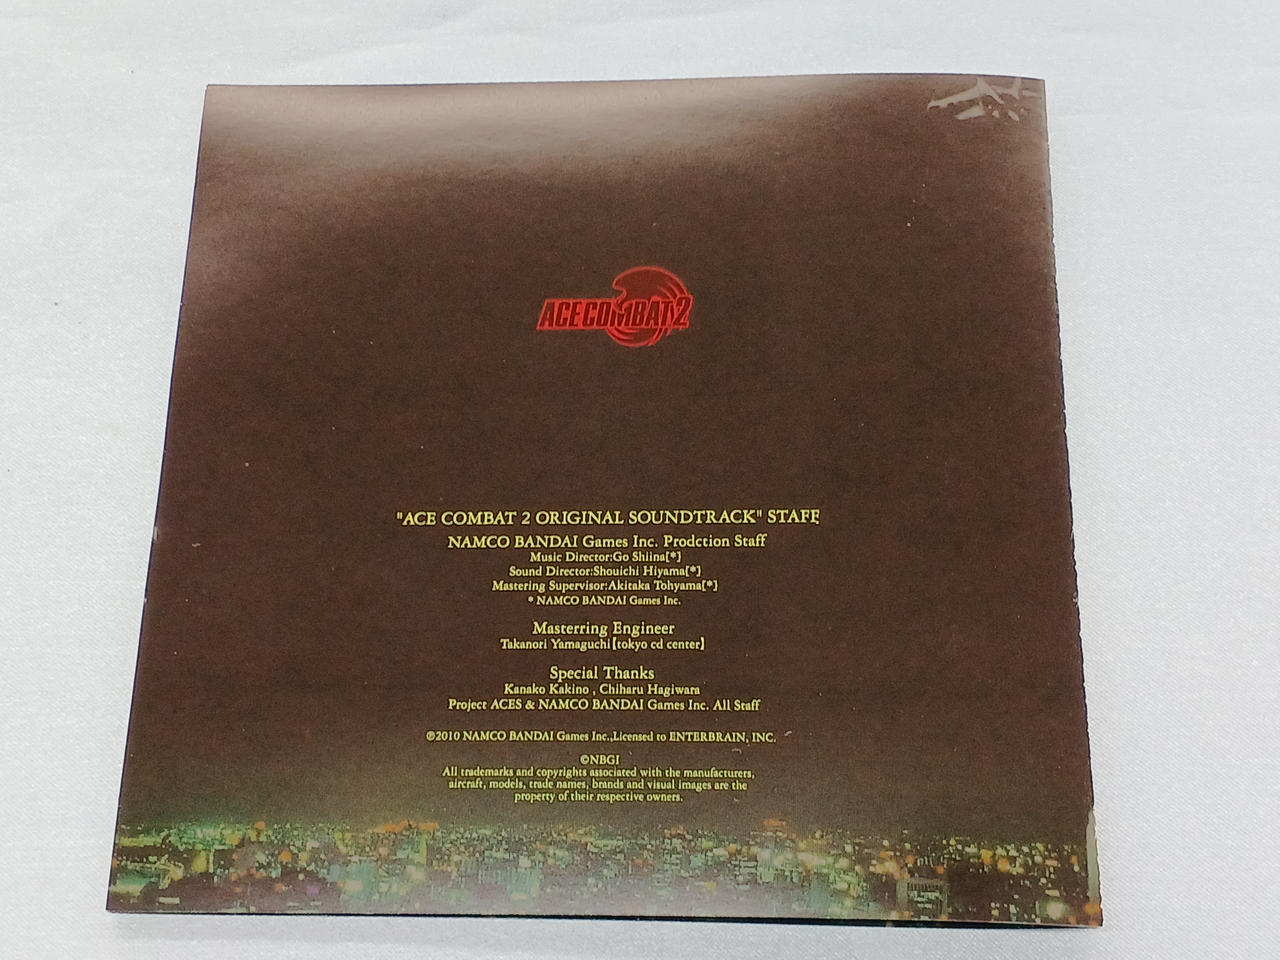 ACE COMBAT 2
"ACE COMBAT 2 ORIGINAL SOUNDTRACK" STAFF
NAMCO BANDAI Games Inc. Prodction Staff
Music Director:Go Shiina[*]
Sound Director:Shouichi Hiyama[*]
Mastering Supervisor:Akitaka Tohyama[*]
* NAMCO BANDAI Games Inc.
Masterring Engineer
Takanori Yamaguchi【tokyo cd center】
Special Thanks
Kanako Kakino , Chiharu Hagiwara
Project ACES & NAMCO BANDAI Games Inc. All Staff
℗2010 NAMCO BANDAI Games Inc.,Licensed to ENTERBRAIN, INC.
©NBGI
All trademarks and copyrights associated with the manufacturers,
aircraft, models, trade names, brands and visual images are the
property of their respective owners.